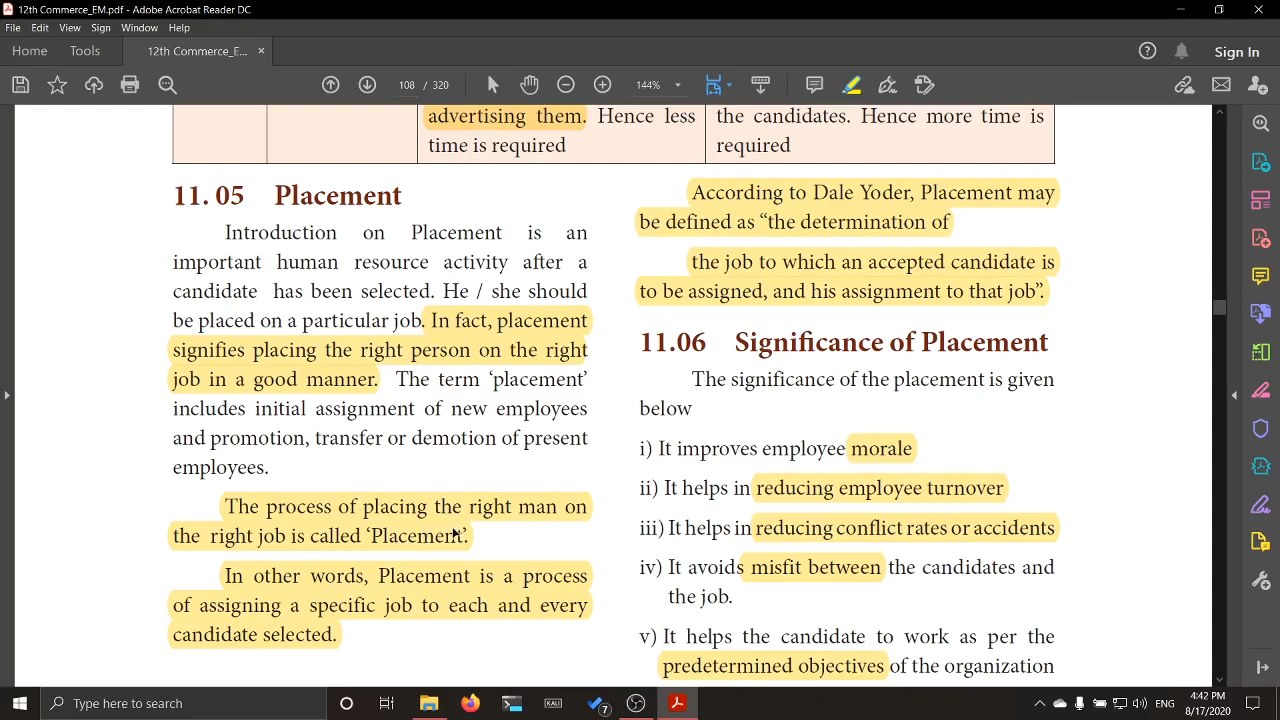 12th Commerce_EM.pdf - Adobe Acrobat Reader DC
File Edit View Sign Window Help
Home Tools 12th Commerce_E... × Sign In
108 / 320 144%
advertising them. Hence less
time is required
the candidates. Hence more time is
required
11. 05 Placement
Introduction on Placement is an
important human resource activity after a
candidate has been selected. He / she should
be placed on a particular job. In fact, placement
signifies placing the right person on the right
job in a good manner. The term ‘placement’
includes initial assignment of new employees
and promotion, transfer or demotion of present
employees.
The process of placing the right man on
the right job is called ‘Placement’.
In other words, Placement is a process
of assigning a specific job to each and every
candidate selected.
According to Dale Yoder, Placement may
be defined as “the determination of
the job to which an accepted candidate is
to be assigned, and his assignment to that job”.
11.06 Significance of Placement
The significance of the placement is given
below
i) It improves employee morale
ii) It helps in reducing employee turnover
iii) It helps in reducing conflict rates or accidents
iv) It avoids misfit between the candidates and
the job.
v) It helps the candidate to work as per the
predetermined objectives of the organization
Type here to search
KALI
7
4:42 PM
8/17/2020